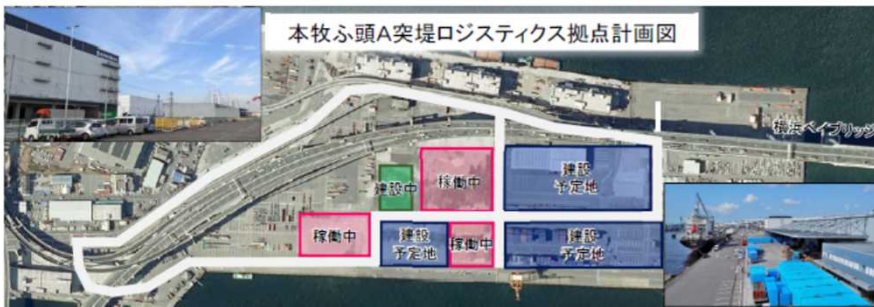 本牧ふ頭A突堤ロジスティクス拠点計画図
横浜ベイブリッジ
建設中
稼働中
建設
予定地
稼働中
建設
予定地
稼働中
建設
予定地